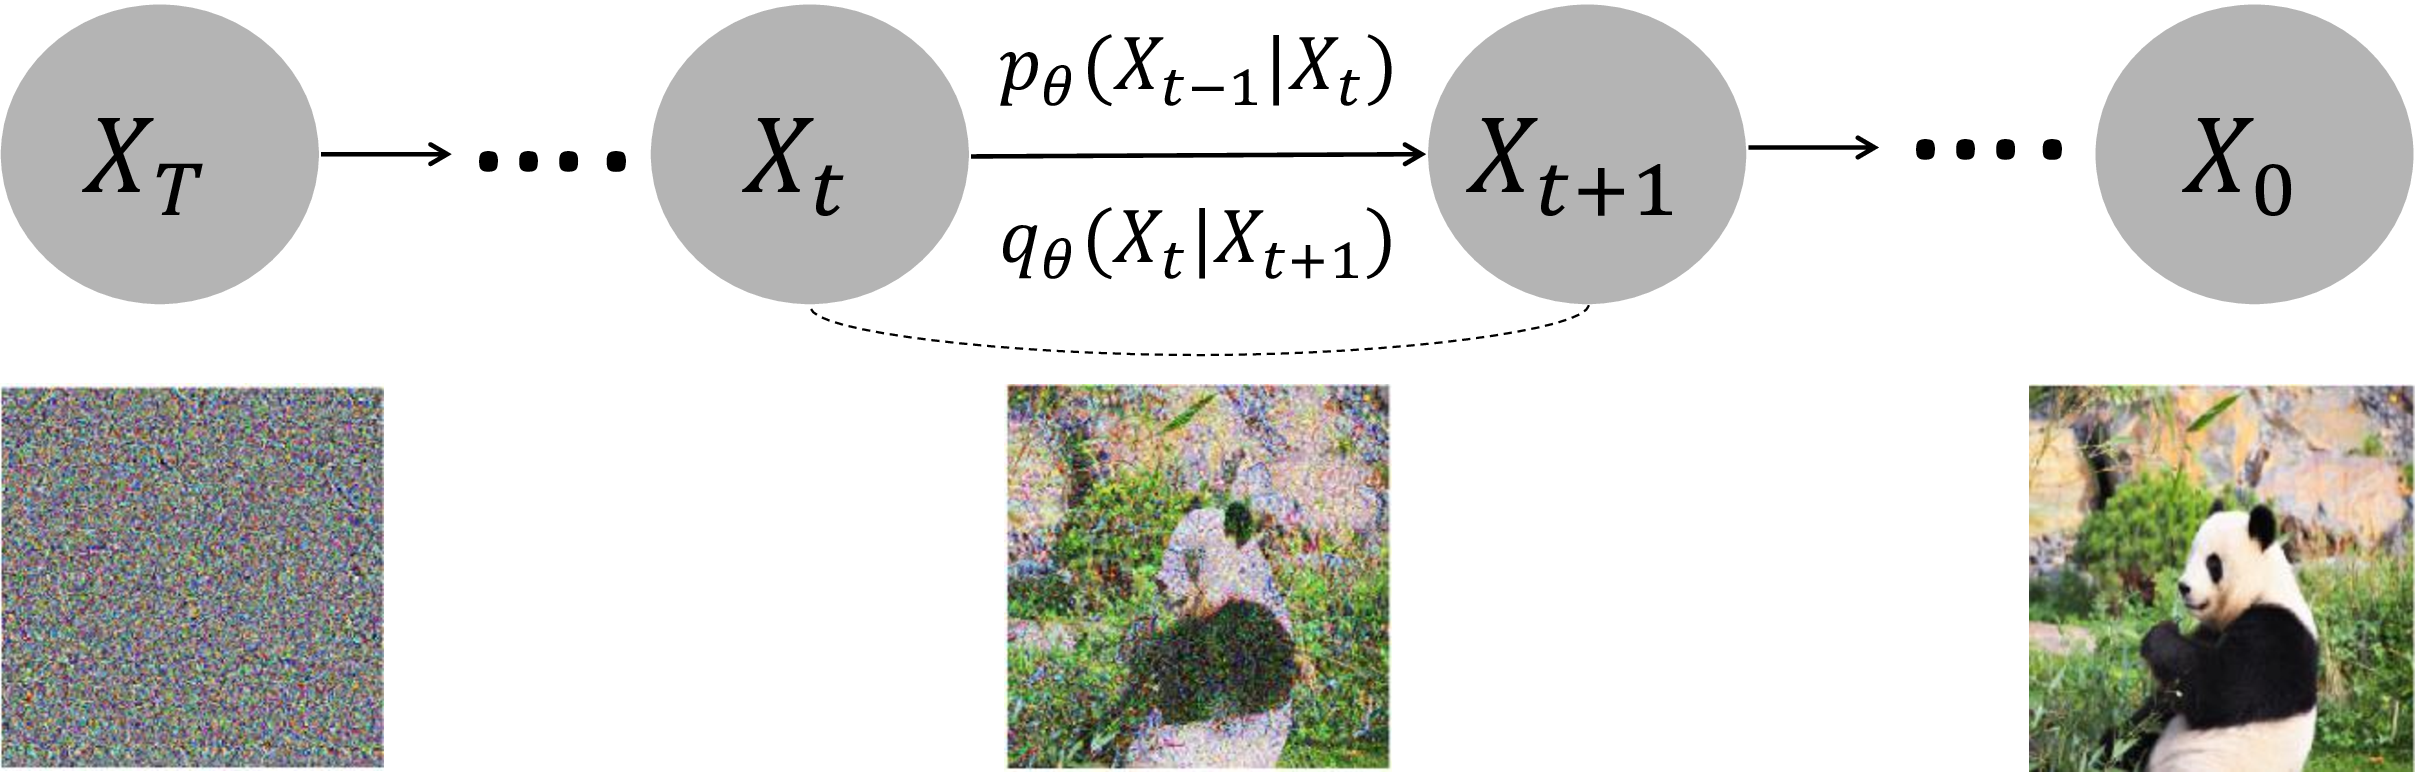 X_T
X_t
p_θ(X_{t−1}|X_t)
q_θ(X_t|X_{t+1})
X_{t+1}
X_0